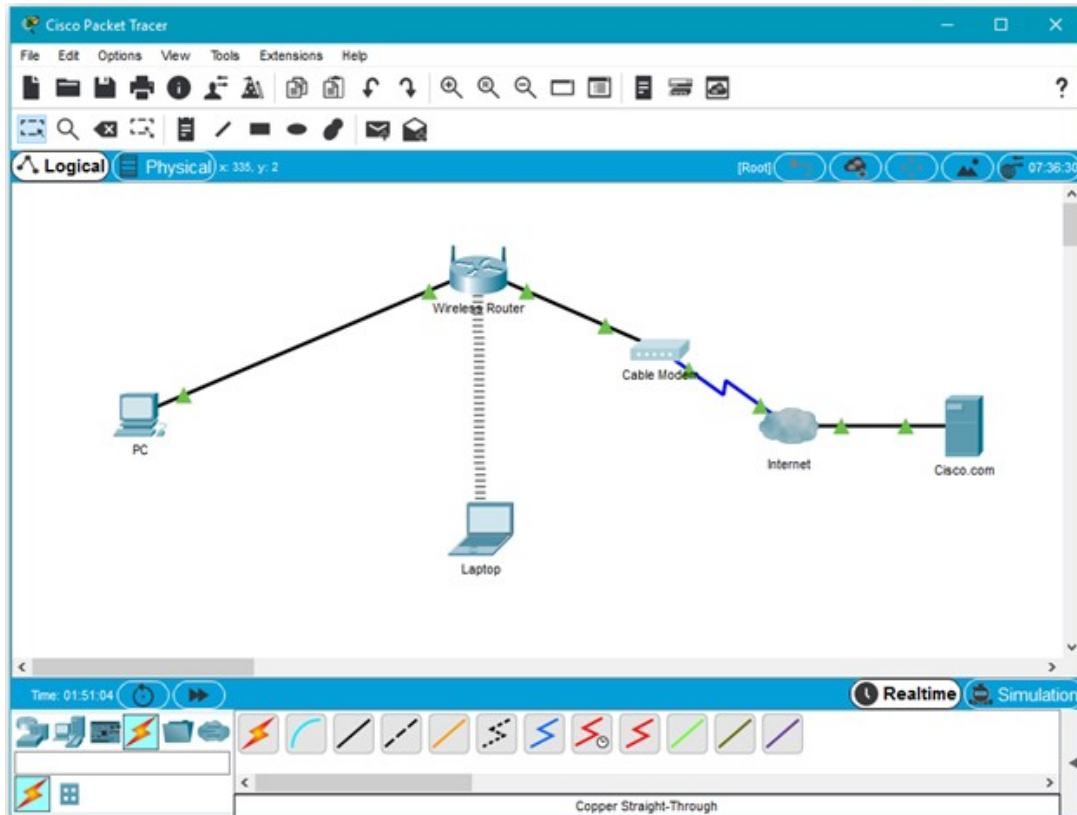 Cisco Packet Tracer
File Edit Options View Tools Extensions Help
?
Logical Physical x: 335, y: 2 [Root] 07:36:30
Wireless Router
Cable Modem
PC
Internet
Cisco.com
Laptop
Time: 01:51:04 Realtime Simulation
Copper Straight-Through